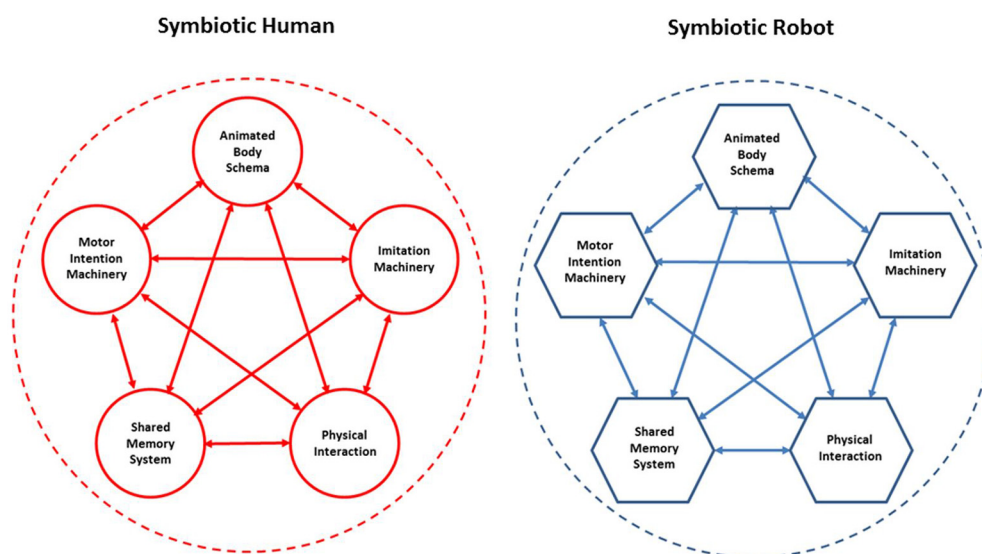 Symbiotic Human
Animated
Body
Schema
Motor
Intention
Machinery
Imitation
Machinery
Shared
Memory
System
Physical
Interaction
Symbiotic Robot
Animated
Body
Schema
Motor
Intention
Machinery
Imitation
Machinery
Shared
Memory
System
Physical
Interaction